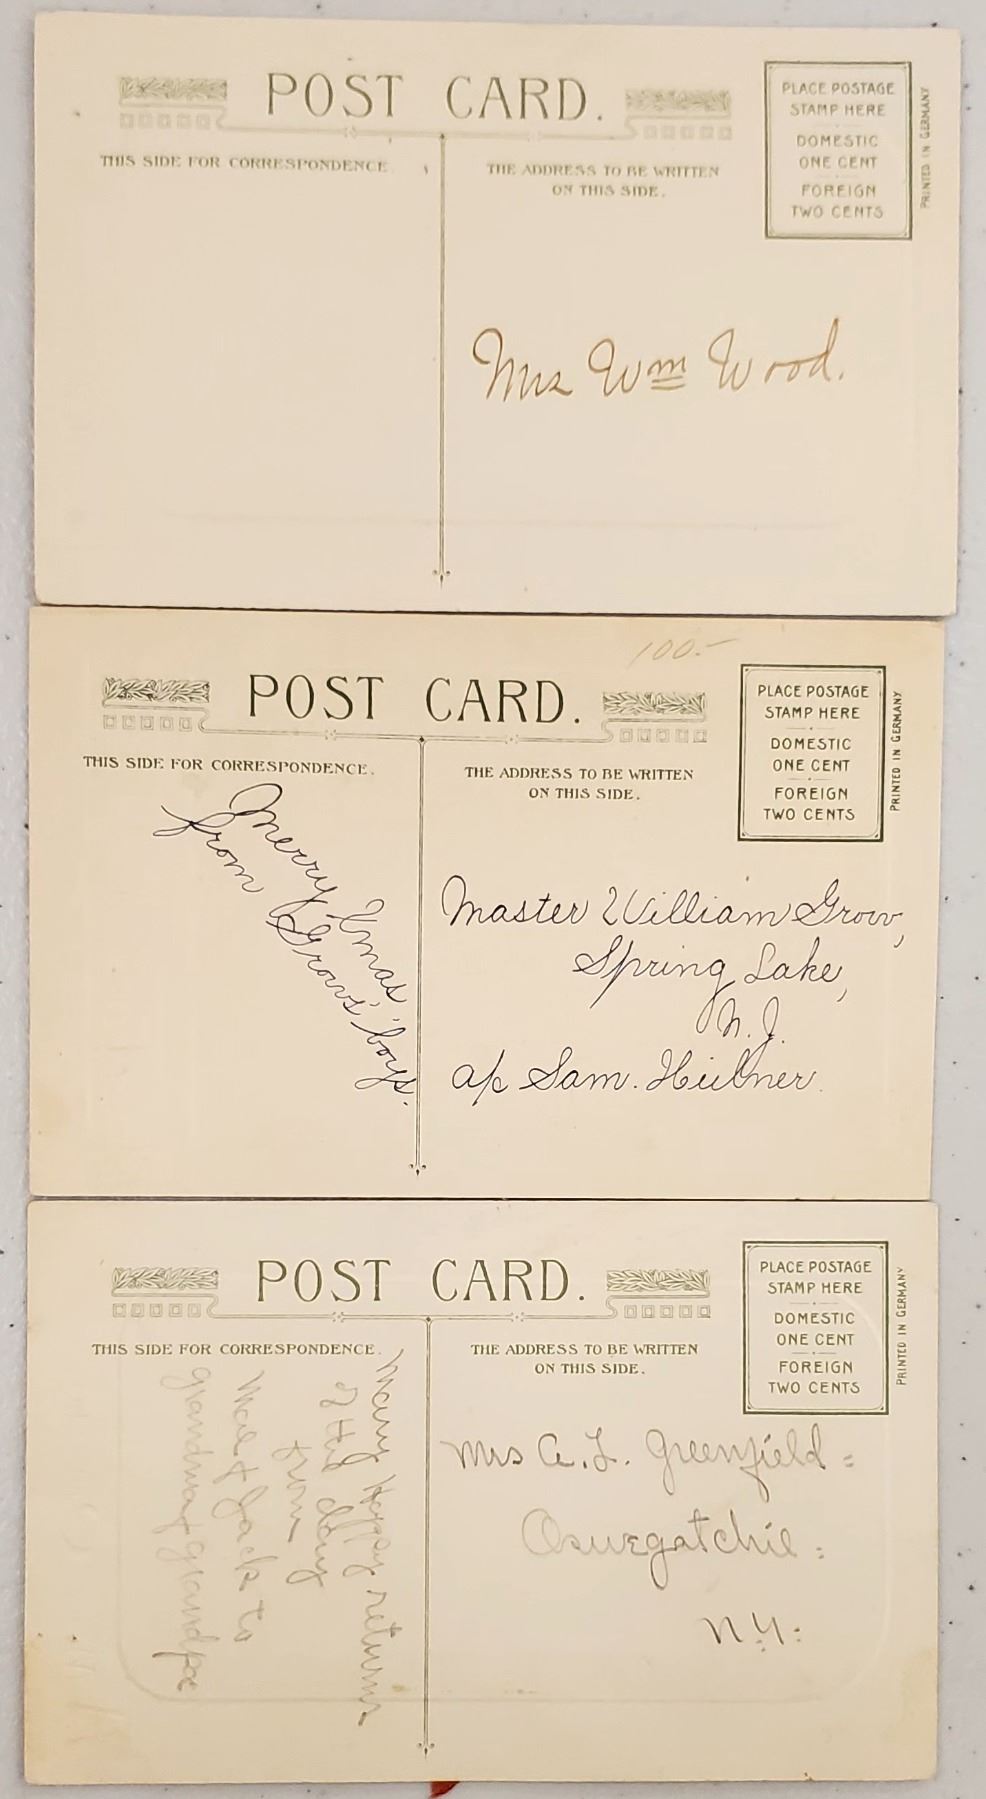 POST CARD.
THIS SIDE FOR CORRESPONDENCE.
THE ADDRESS TO BE WRITTEN
ON THIS SIDE.
PLACE POSTAGE
STAMP HERE
DOMESTIC
ONE CENT
FOREIGN
TWO CENTS
PRINTED IN GERMANY
Mrs Wm Wood.
100.-
POST CARD.
THIS SIDE FOR CORRESPONDENCE.
THE ADDRESS TO BE WRITTEN
ON THIS SIDE.
PLACE POSTAGE
STAMP HERE
DOMESTIC
ONE CENT
FOREIGN
TWO CENTS
PRINTED IN GERMANY
Merry Xmas
from "Grows' boys.
Master William Grow,
Spring Lake,
N.J.
a/c Sam. Hubner.
POST CARD.
THIS SIDE FOR CORRESPONDENCE.
THE ADDRESS TO BE WRITTEN
ON THIS SIDE.
PLACE POSTAGE
STAMP HERE
DOMESTIC
ONE CENT
FOREIGN
TWO CENTS
PRINTED IN GERMANY
Many Happy returns
of the day
from
Mae & Jack to
grandma & grandpa
Mrs A. L. Greenfield:
Oswegatchie:
N.Y: